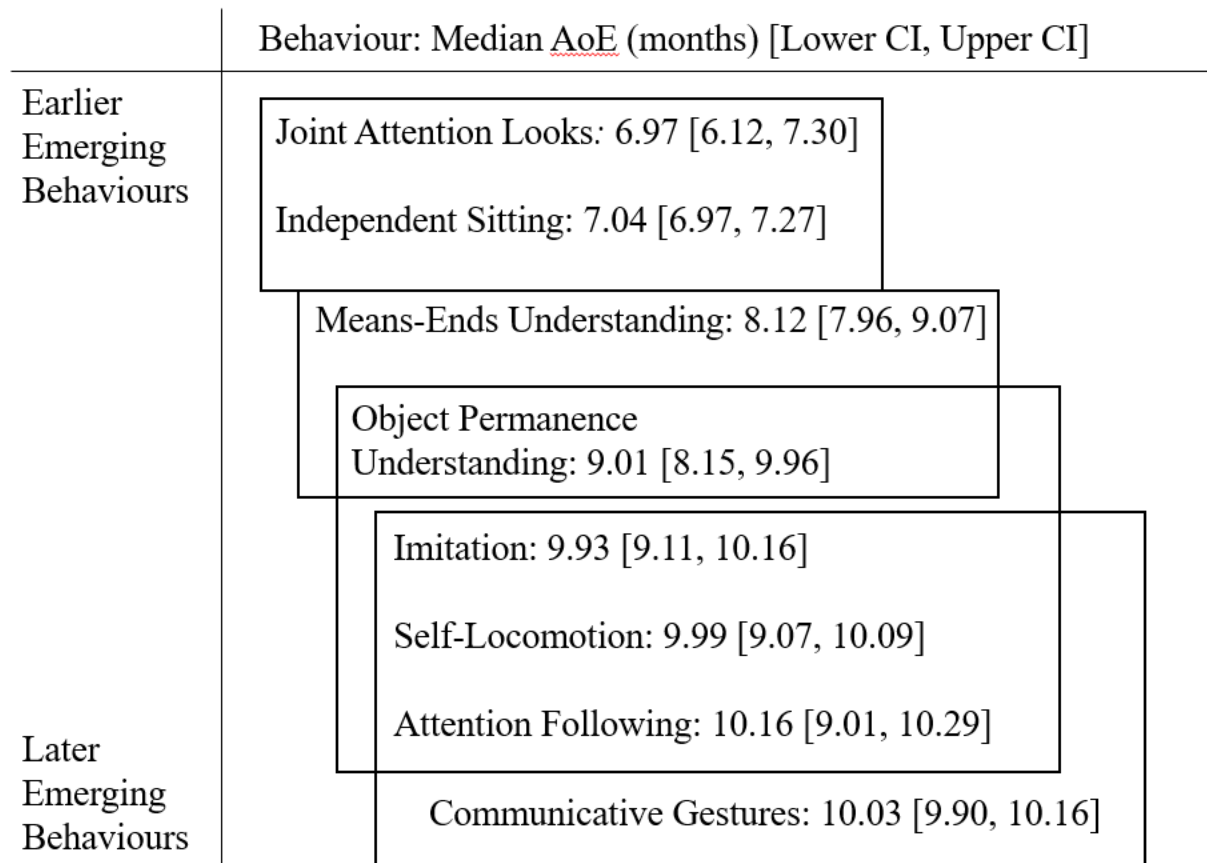 Behaviour: Median AoE (months) [Lower CI, Upper CI]
Earlier
Emerging
Behaviours
Joint Attention Looks: 6.97 [6.12, 7.30]
Independent Sitting: 7.04 [6.97, 7.27]
Means-Ends Understanding: 8.12 [7.96, 9.07]
Object Permanence
Understanding: 9.01 [8.15, 9.96]
Imitation: 9.93 [9.11, 10.16]
Self-Locomotion: 9.99 [9.07, 10.09]
Attention Following: 10.16 [9.01, 10.29]
Later
Emerging
Behaviours
Communicative Gestures: 10.03 [9.90, 10.16]